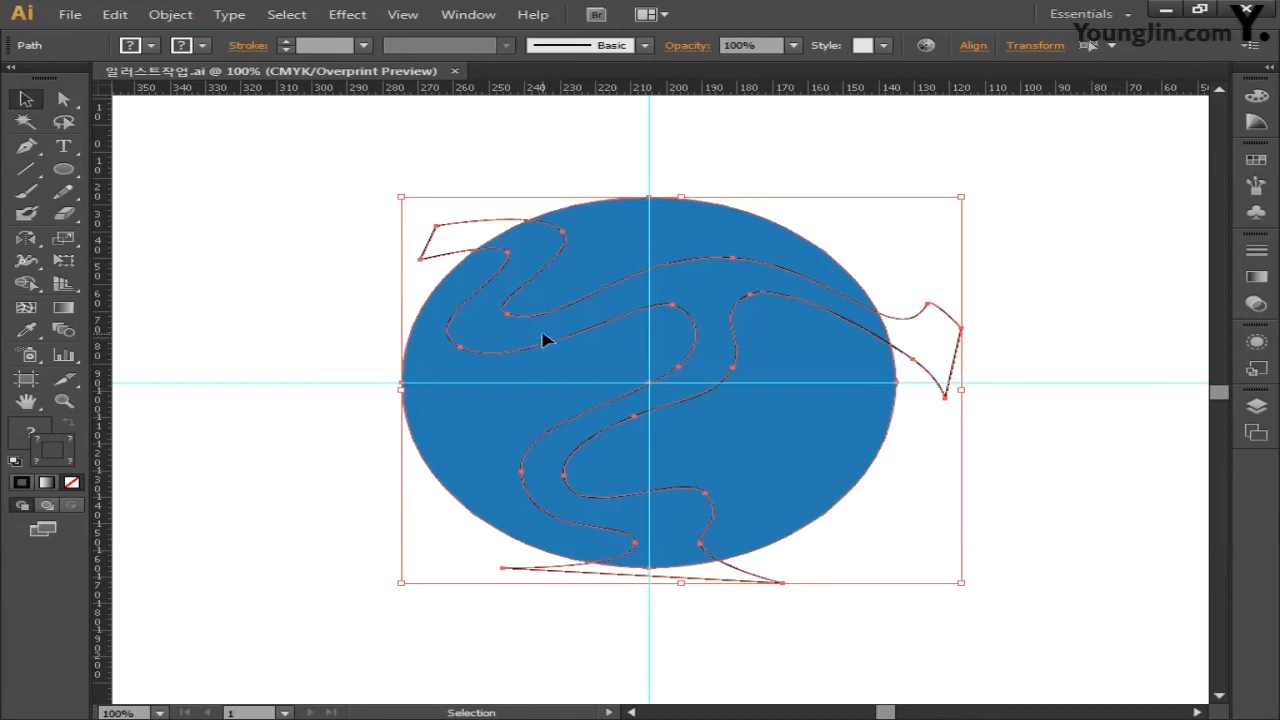 Ai File Edit Object Type Select Effect View Window Help Br Essentials
YoungJin.com Y.
Path ? ? Stroke: Basic Opacity: 100% Style: Align Transform
일러스트작업.ai @ 100% (CMYK/Overprint Preview) ×
350 340 330 320 310 300 290 280 270 260 250 240 230 220 210 200 190 180 170 160 150 140 130 120 110 100 90 80 70 60
T
?
100% 1 Selection